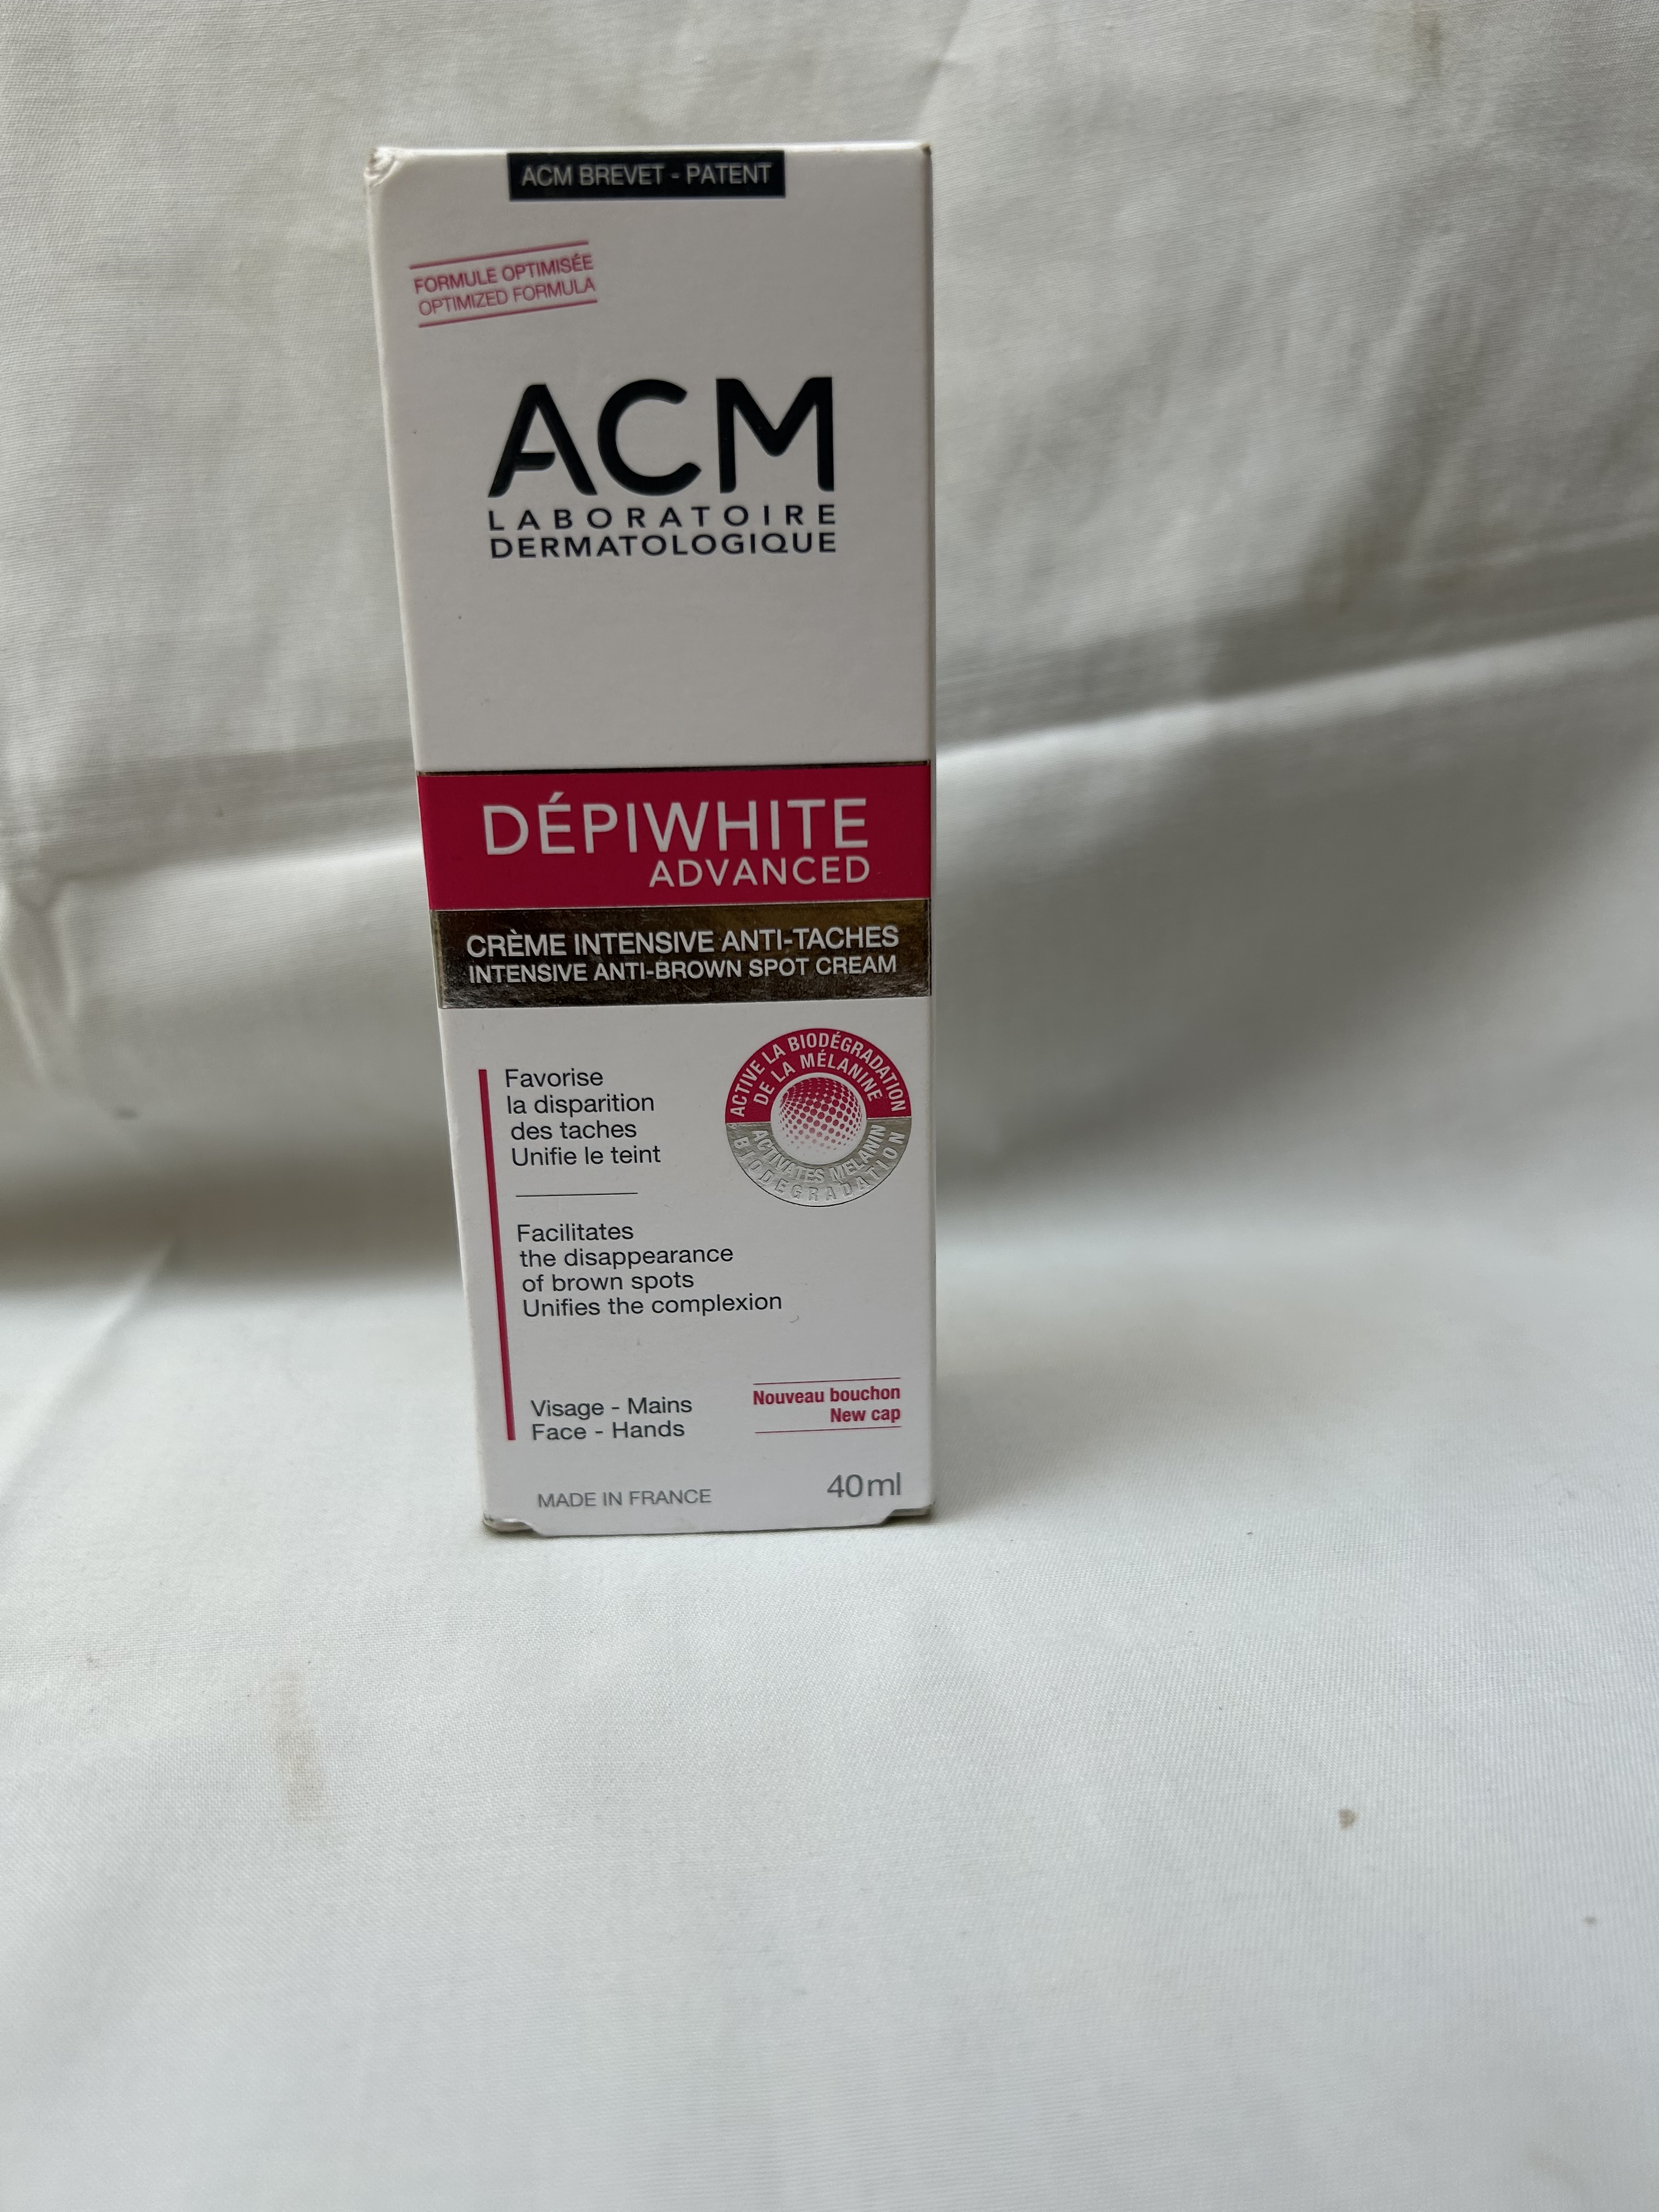 ACM BREVET - PATENT
FORMULE OPTIMISÉE
OPTIMIZED FORMULA
ACM
LABORATOIRE
DERMATOLOGIQUE
DÉPIWHITE
ADVANCED
CRÈME INTENSIVE ANTI-TACHES
INTENSIVE ANTI-BROWN SPOT CREAM
ACTIVE LA BIODÉGRADATION
DE LA MÉLANINE
ACTIVATES MELANIN
BIODEGRADATION
Favorise
la disparition
des taches
Unifie le teint
Facilitates
the disappearance
of brown spots
Unifies the complexion
Visage - Mains
Face - Hands
Nouveau bouchon
New cap
MADE IN FRANCE
40ml